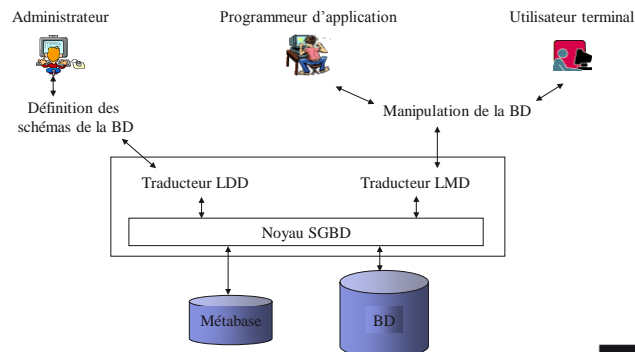 Administrateur
Programmeur d'application
Utilisateur terminal
Définition des
schémas de la BD
Manipulation de la BD
Traducteur LDD
Traducteur LMD
Noyau SGBD
Métabase
BD